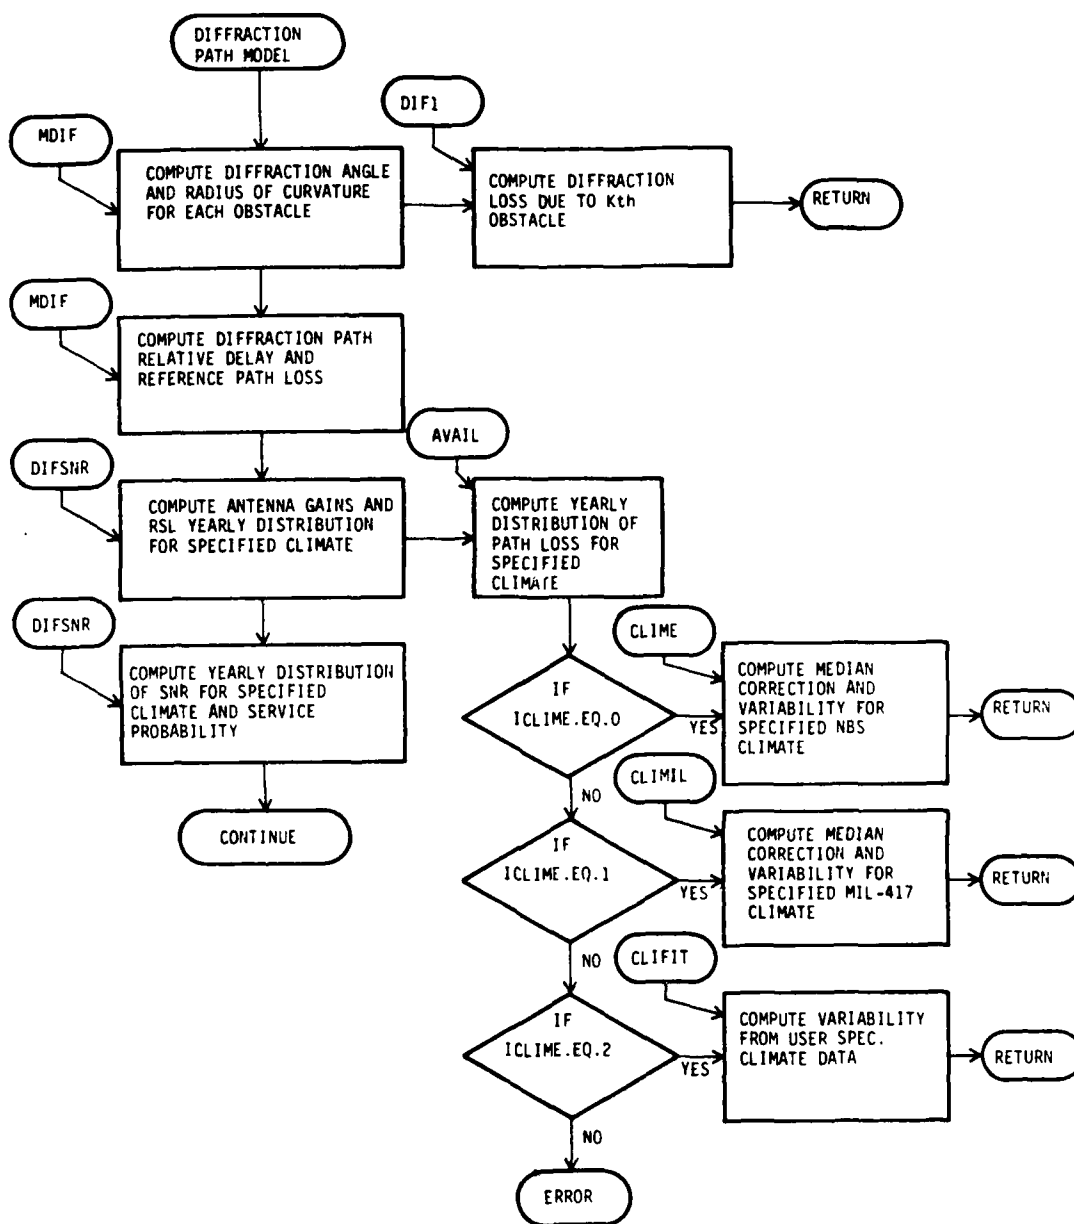 DIFFRACTION
PATH MODEL
DIF1
MDIF
COMPUTE DIFFRACTION ANGLE
AND RADIUS OF CURVATURE
FOR EACH OBSTACLE
COMPUTE DIFFRACTION
LOSS DUE TO Kth
OBSTACLE
RETURN
MDIF
COMPUTE DIFFRACTION PATH
RELATIVE DELAY AND
REFERENCE PATH LOSS
AVAIL
DIFSNR
COMPUTE ANTENNA GAINS AND
RSL YEARLY DISTRIBUTION
FOR SPECIFIED CLIMATE
COMPUTE YEARLY
DISTRIBUTION OF
PATH LOSS FOR
SPECIFIED
CLIMATE
DIFSNR
COMPUTE YEARLY DISTRIBUTION
OF SNR FOR SPECIFIED
CLIMATE AND SERVICE
PROBABILITY
CONTINUE
CLIME
IF
ICLIME.EQ.0
YES
COMPUTE MEDIAN
CORRECTION AND
VARIABILITY FOR
SPECIFIED NBS
CLIMATE
RETURN
NO
CLIMIL
IF
ICLIME.EQ.1
YES
COMPUTE MEDIAN
CORRECTION AND
VARIABILITY FOR
SPECIFIED MIL-417
CLIMATE
RETURN
NO
CLIFIT
IF
ICLIME.EQ.2
YES
COMPUTE VARIABILITY
FROM USER SPEC.
CLIMATE DATA
RETURN
NO
ERROR